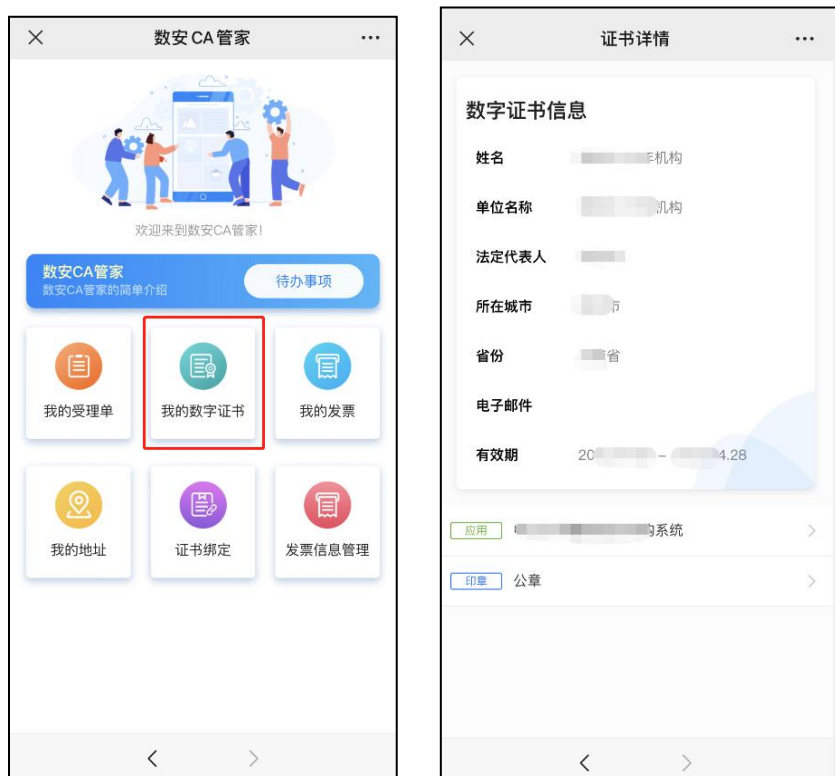 数安CA管家
欢迎来到数安CA管家!
数安CA管家
数安CA管家的简单介绍
待办事项
我的受理单
我的数字证书
我的发票
我的地址
证书绑定
发票信息管理
证书详情
数字证书信息
姓名 机构
单位名称 机构
法定代表人
所在城市 市
省份 省
电子邮件
有效期 20 – 4.28
应用 系统
印章 公章